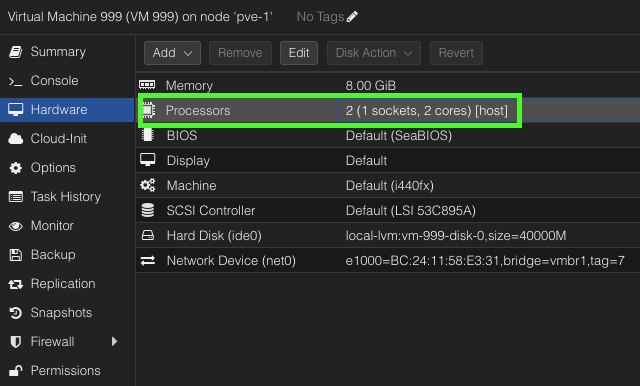 Virtual Machine 999 (VM 999) on node 'pve-1' No Tags
Summary
Console
Hardware
Cloud-Init
Options
Task History
Monitor
Backup
Replication
Snapshots
Firewall
Permissions
Add Remove Edit Disk Action Revert
Memory 8.00 GiB
Processors 2 (1 sockets, 2 cores) [host]
BIOS Default (SeaBIOS)
Display Default
Machine Default (i440fx)
SCSI Controller Default (LSI 53C895A)
Hard Disk (ide0) local-lvm:vm-999-disk-0,size=40000M
Network Device (net0) e1000=BC:24:11:58:E3:31,bridge=vmbr1,tag=7